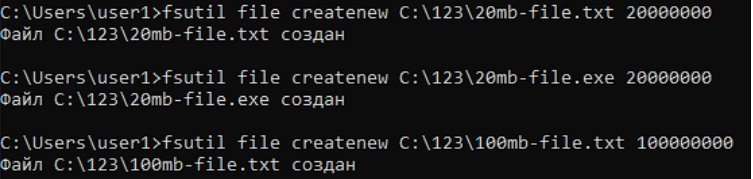 C:\Users\user1>fsutil file createnew C:\123\20mb-file.txt 20000000
Файл C:\123\20mb-file.txt создан
C:\Users\user1>fsutil file createnew C:\123\20mb-file.exe 20000000
Файл C:\123\20mb-file.exe создан
C:\Users\user1>fsutil file createnew C:\123\100mb-file.txt 100000000
Файл C:\123\100mb-file.txt создан